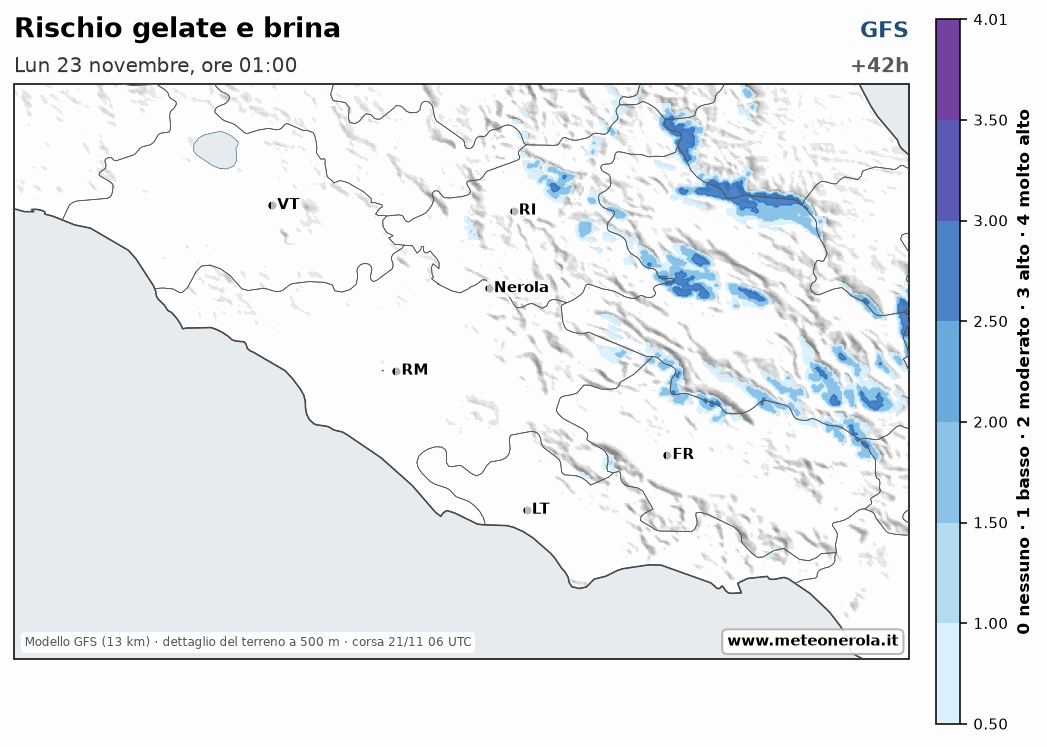 Rischio gelate e brina
GFS
Lun 23 novembre, ore 01:00
+42h
VT
RI
Nerola
RM
FR
LT
Modello GFS (13 km) · dettaglio del terreno a 500 m · corsa 21/11 06 UTC
www.meteonerola.it
4.01
3.50
3.00
2.50
2.00
1.50
1.00
0.50
0 nessuno · 1 basso · 2 moderato · 3 alto · 4 molto alto